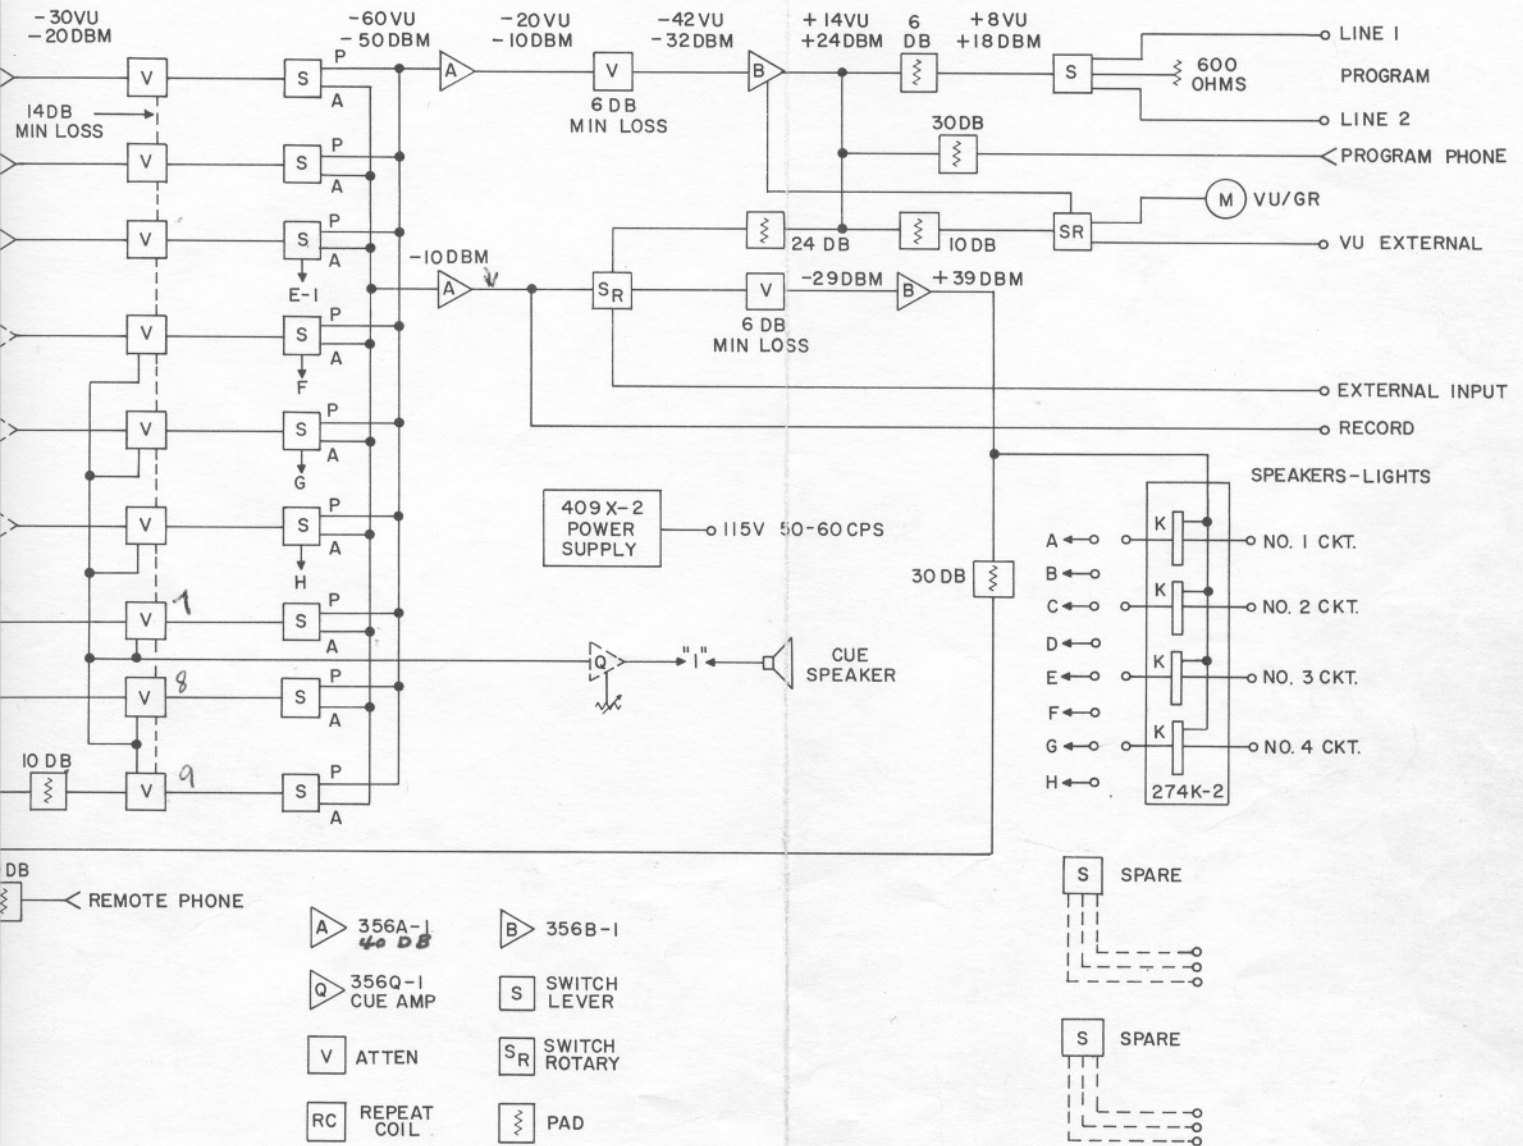 -30VU -60VU -20VU -42VU +14VU 6 +8VU
-20DBM -50DBM -10DBM -32DBM +24DBM DB +18DBM
LINE 1
V S P A V B S 600 OHMS PROGRAM
A
14DB MIN LOSS
6 DB
MIN LOSS
LINE 2
30DB
V S P PROGRAM PHONE
A
M VU/GR
V S P SR
A
24 DB 10DB VU EXTERNAL
-10DBM
E-1
A SR V -29DBM B +39DBM
V S P
A
F
6 DB
MIN LOSS
EXTERNAL INPUT
V S P RECORD
A
G
SPEAKERS-LIGHTS
V S P
A
H
409X-2
POWER
SUPPLY
115V 50-60CPS
A K NO. 1 CKT.
B
30DB
C K NO. 2 CKT.
D
E K NO. 3 CKT.
F
G K NO. 4 CKT.
H
274K-2
V 7 S P
A
Q "1" CUE
SPEAKER
V 8 S P
A
10 DB
V 9 S P
A
DB
REMOTE PHONE
S SPARE
A 356A-1
40 DB
B 356B-1
Q 356Q-1
CUE AMP
S SWITCH
LEVER
V ATTEN
SR SWITCH
ROTARY
S SPARE
RC REPEAT
COIL
PAD